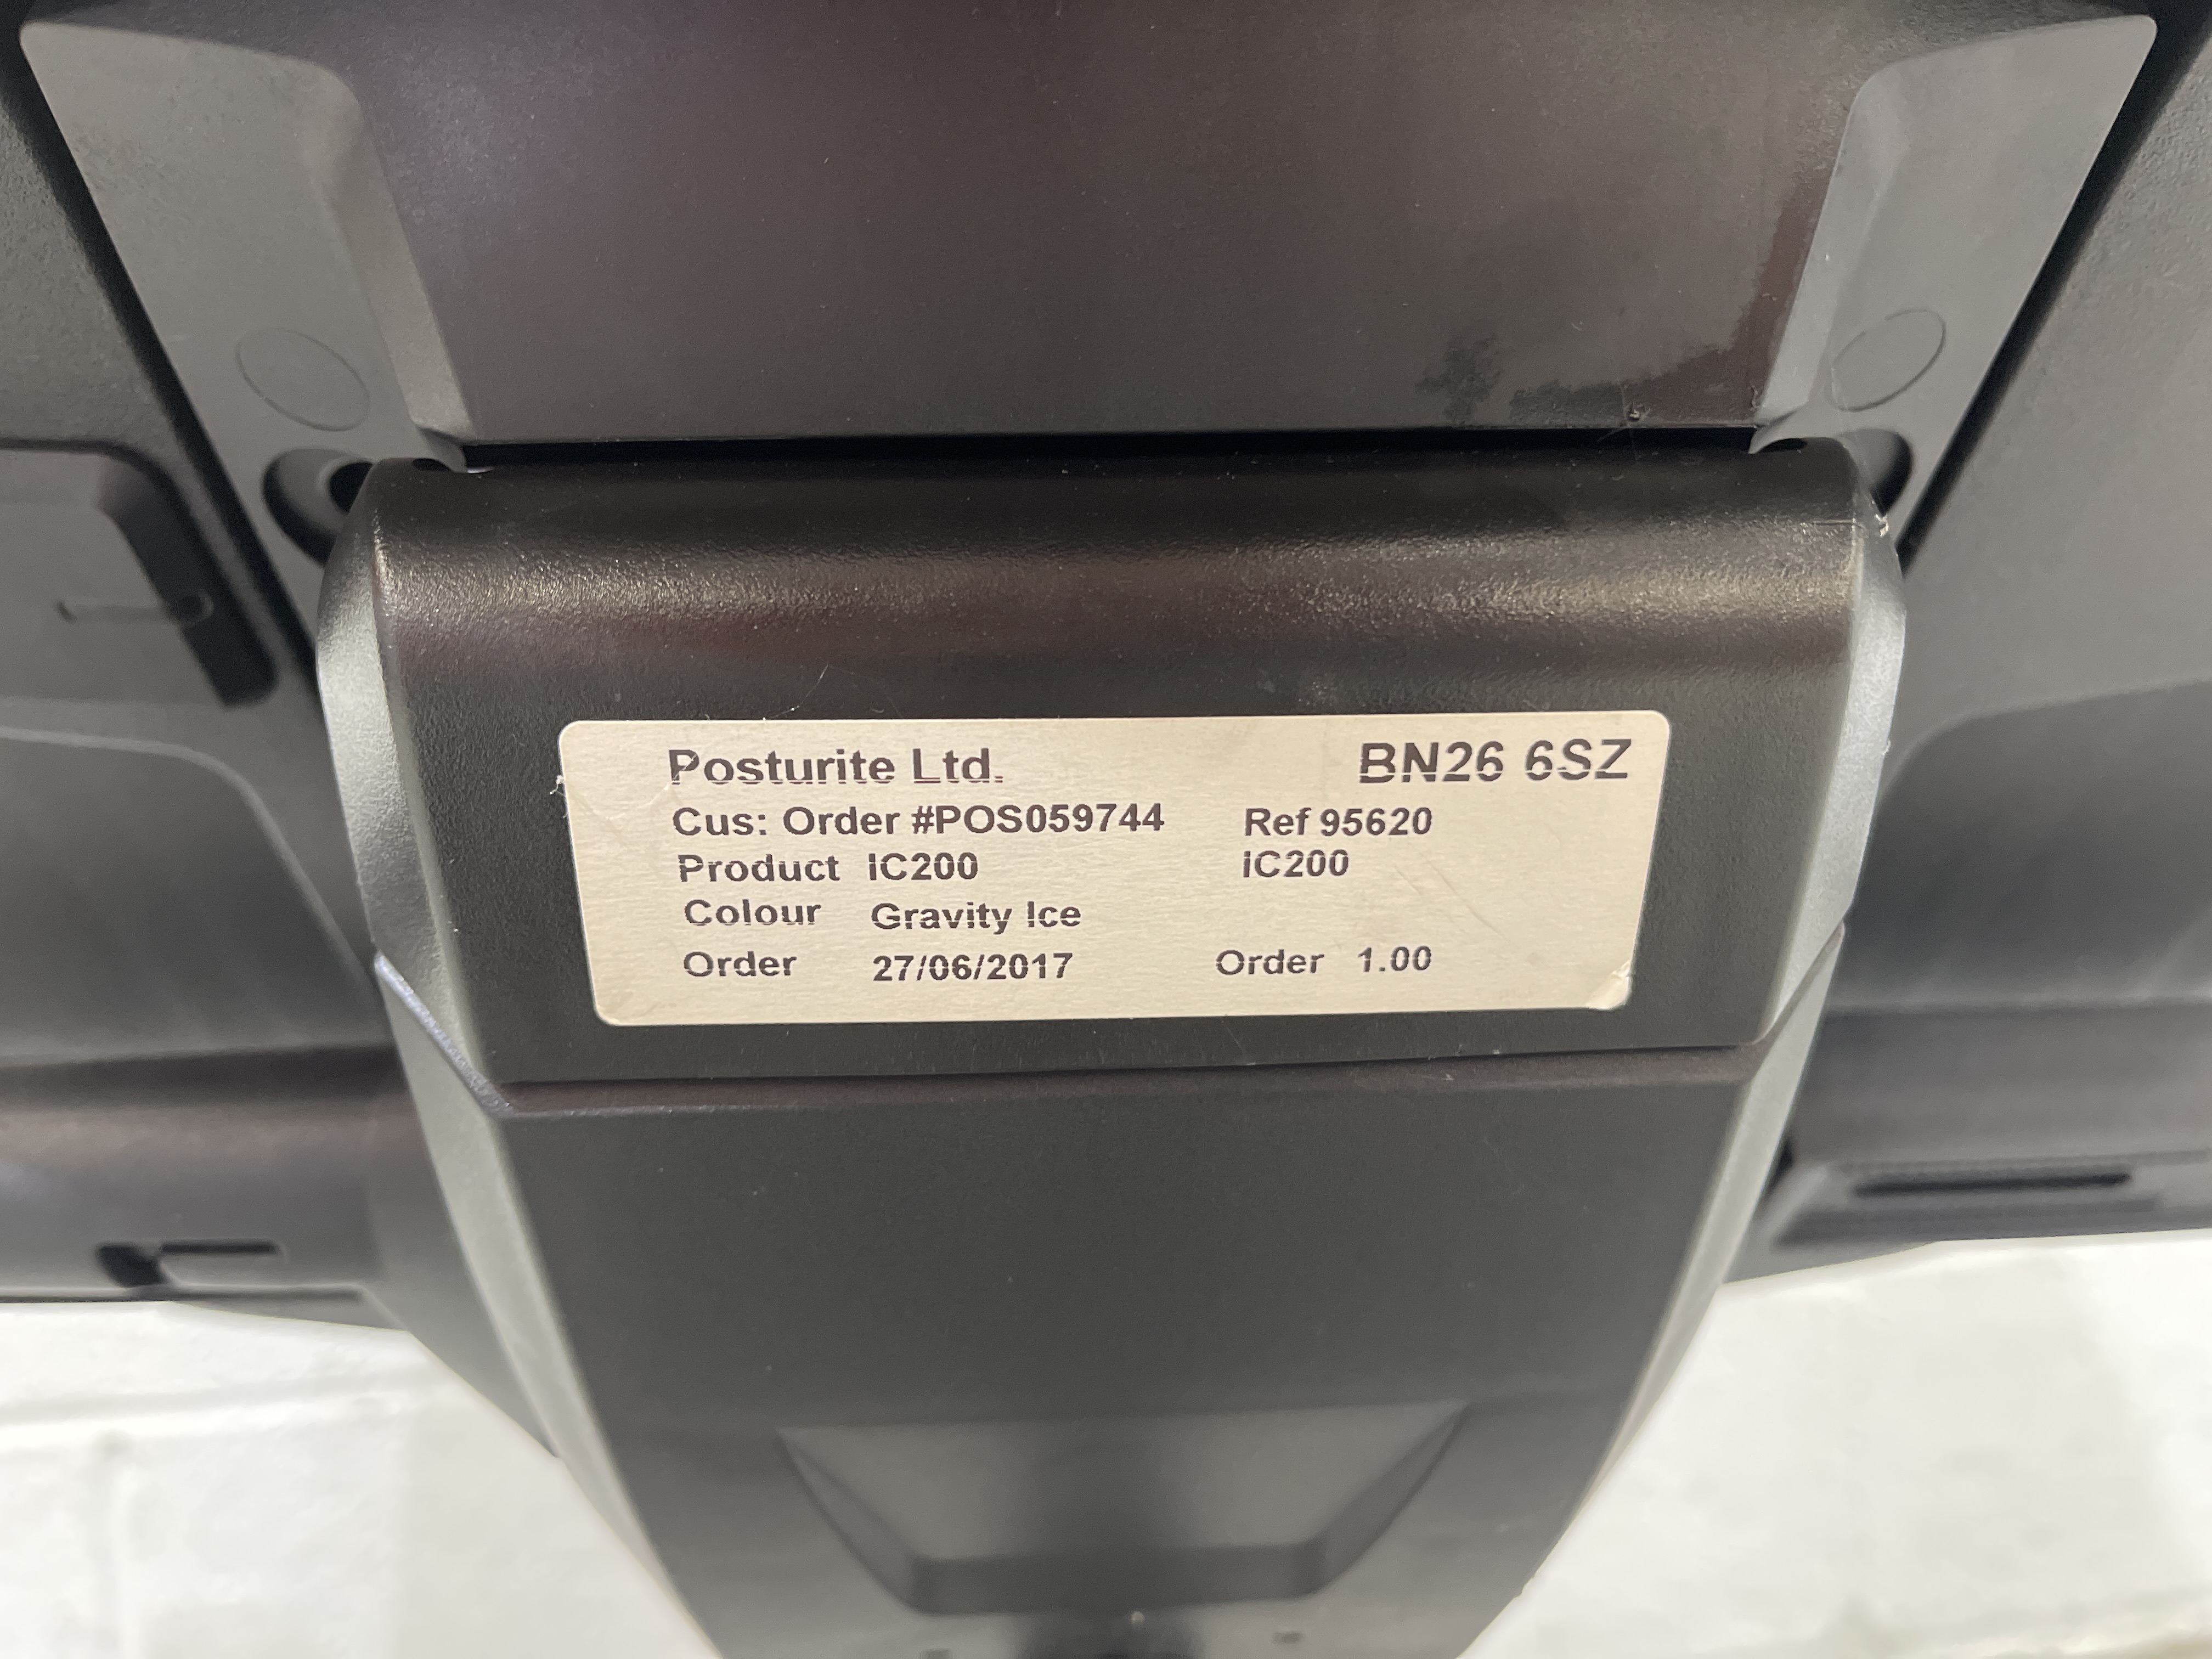 Posturite Ltd. BN26 6SZ
Cus: Order #POS059744 Ref 95620
Product IC200 IC200
Colour Gravity Ice
Order 27/06/2017 Order 1.00